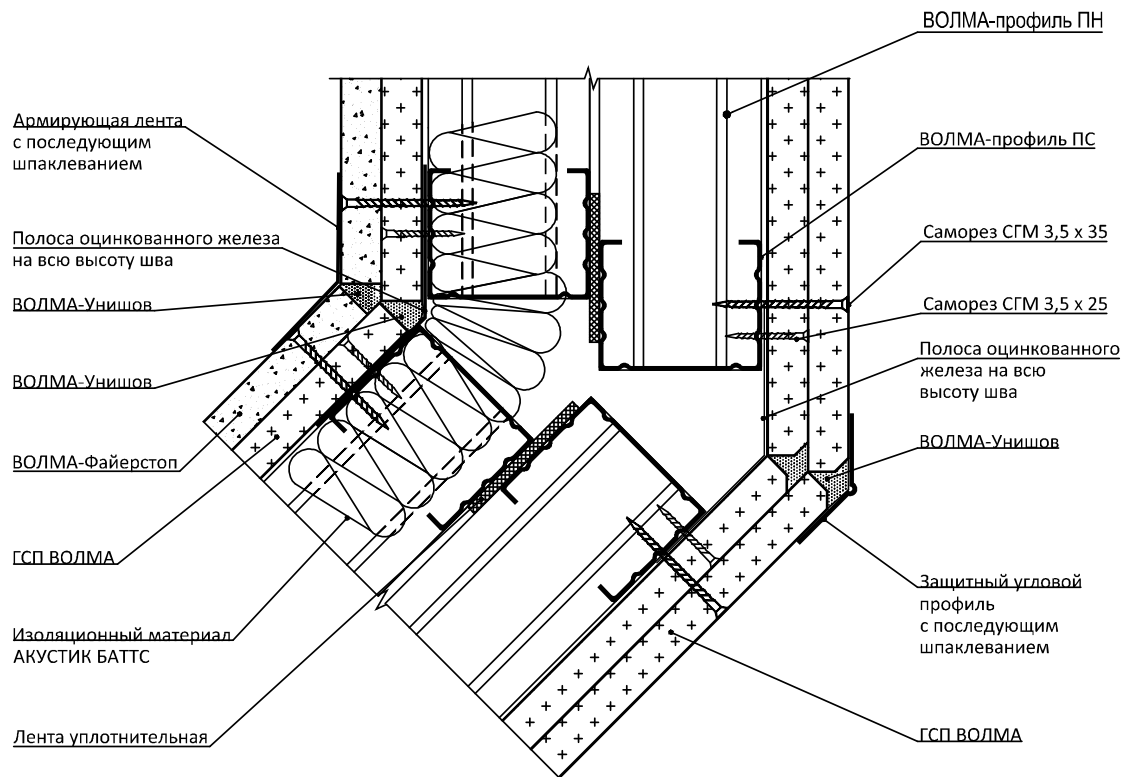 ВОЛМА-профиль ПН
Армирующая лента
с последующим
шпаклеванием
ВОЛМА-профиль ПС
Полоса оцинкованного железа
на всю высоту шва
Саморез СГМ 3,5 х 35
ВОЛМА-Унишов
Саморез СГМ 3,5 х 25
Полоса оцинкованного
железа на всю
высоту шва
ВОЛМА-Унишов
ВОЛМА-Унишов
ВОЛМА-Файерстоп
ГСП ВОЛМА
Защитный угловой
профиль
с последующим
шпаклеванием
Изоляционный материал
АКУСТИК БАТТС
Лента уплотнительная
ГСП ВОЛМА